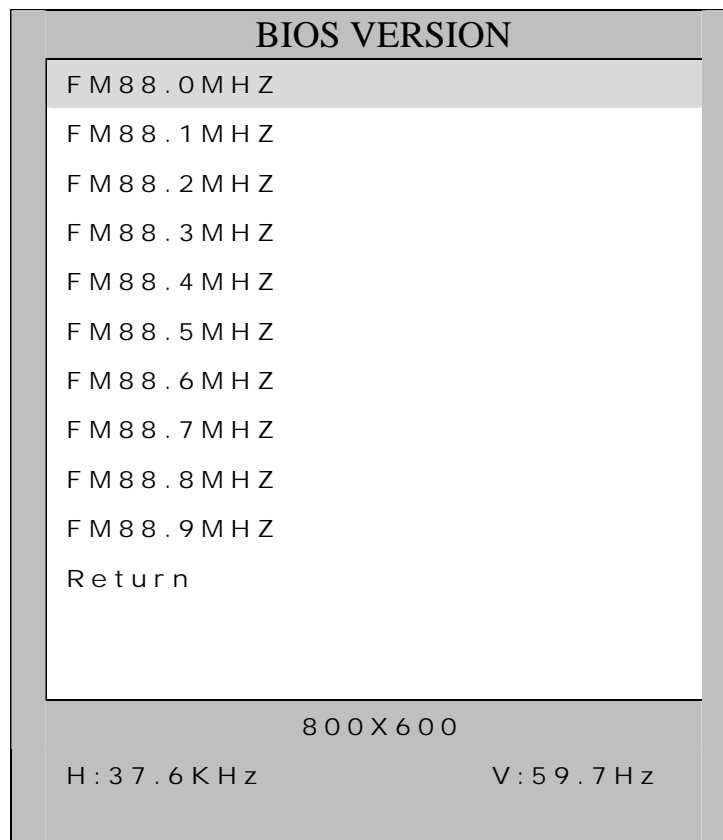 BIOS VERSION
FM88.0MHZ
FM88.1MHZ
FM88.2MHZ
FM88.3MHZ
FM88.4MHZ
FM88.5MHZ
FM88.6MHZ
FM88.7MHZ
FM88.8MHZ
FM88.9MHZ
Return
800X600
H:37.6KHz V:59.7Hz